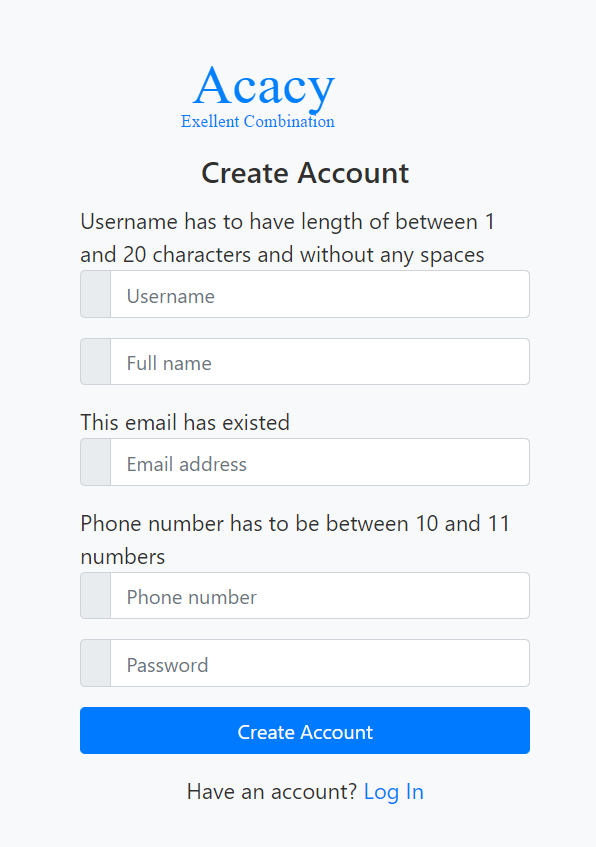 Acacy
Exellent Combination
Create Account
Username has to have length of between 1
and 20 characters and without any spaces
Username
Full name
This email has existed
Email address
Phone number has to be between 10 and 11
numbers
Phone number
Password
Create Account
Have an account? Log In